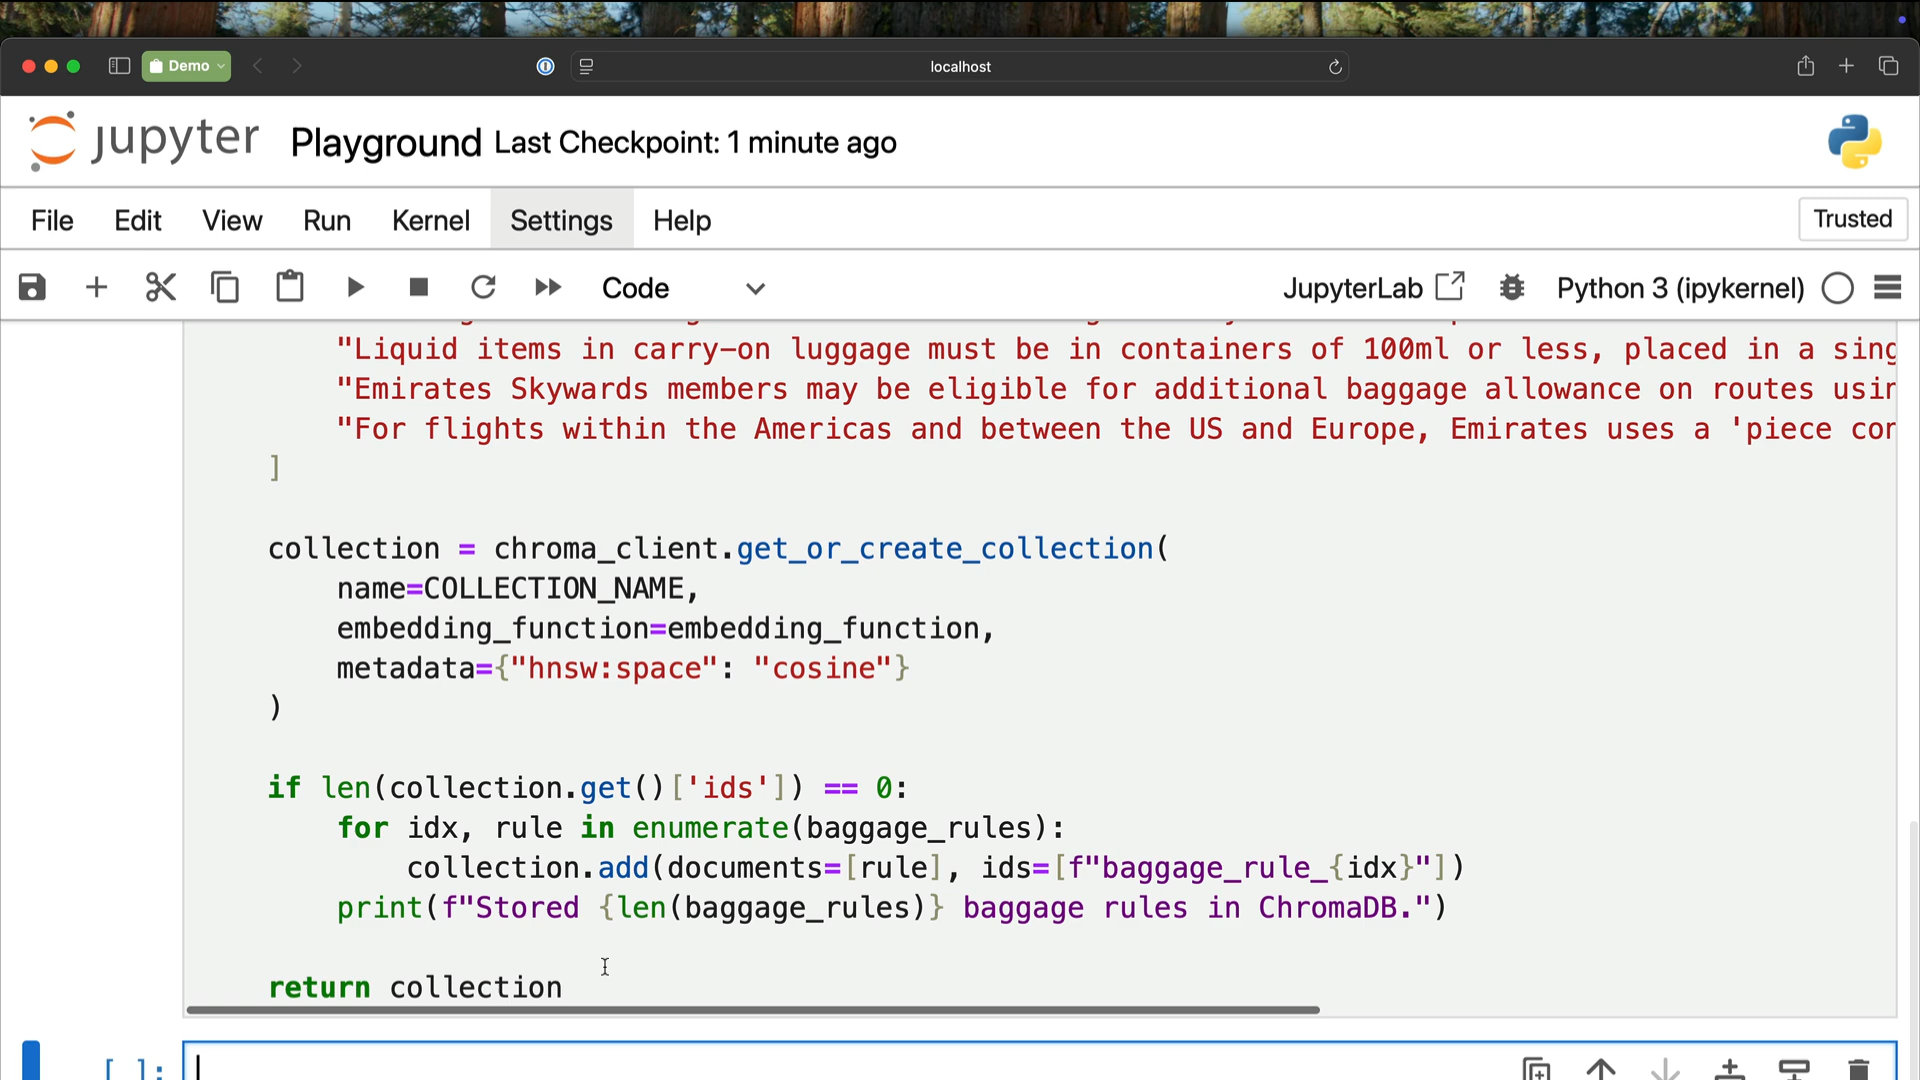 Demo
localhost
jupyter Playground Last Checkpoint: 1 minute ago
File Edit View Run Kernel Settings Help Trusted
Code JupyterLab Python 3 (ipykernel)
"Liquid items in carry-on luggage must be in containers of 100ml or less, placed in a sing
"Emirates Skywards members may be eligible for additional baggage allowance on routes usin
"For flights within the Americas and between the US and Europe, Emirates uses a 'piece con
]
collection = chroma_client.get_or_create_collection(
name=COLLECTION_NAME,
embedding_function=embedding_function,
metadata={"hnsw:space": "cosine"}
)
if len(collection.get()['ids']) == 0:
for idx, rule in enumerate(baggage_rules):
collection.add(documents=[rule], ids=[f"baggage_rule_{idx}"])
print(f"Stored {len(baggage_rules)} baggage rules in ChromaDB.")
return collection
[ ]: